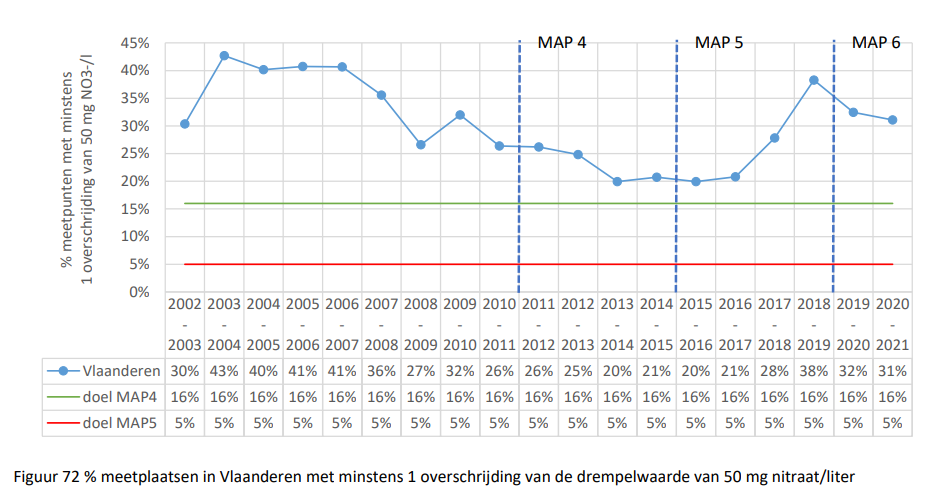 MAP 4 MAP 5 MAP 6
% meetpunten met minstens
1 overschrijding van 50 mg NO3-/l
45%
40%
35%
30%
25%
20%
15%
10%
5%
0%
2002 2003 2004 2005 2006 2007 2008 2009 2010 2011 2012 2013 2014 2015 2016 2017 2018 2019 2020
- - - - - - - - - - - - - - - - - - -
2003 2004 2005 2006 2007 2008 2009 2010 2011 2012 2013 2014 2015 2016 2017 2018 2019 2020 2021
Vlaanderen 30% 43% 40% 41% 41% 36% 27% 32% 26% 26% 25% 20% 21% 20% 21% 28% 38% 32% 31%
doel MAP4 16% 16% 16% 16% 16% 16% 16% 16% 16% 16% 16% 16% 16% 16% 16% 16% 16% 16% 16%
doel MAP5 5% 5% 5% 5% 5% 5% 5% 5% 5% 5% 5% 5% 5% 5% 5% 5% 5% 5% 5%
Figuur 72 % meetplaatsen in Vlaanderen met minstens 1 overschrijding van de drempelwaarde van 50 mg nitraat/liter